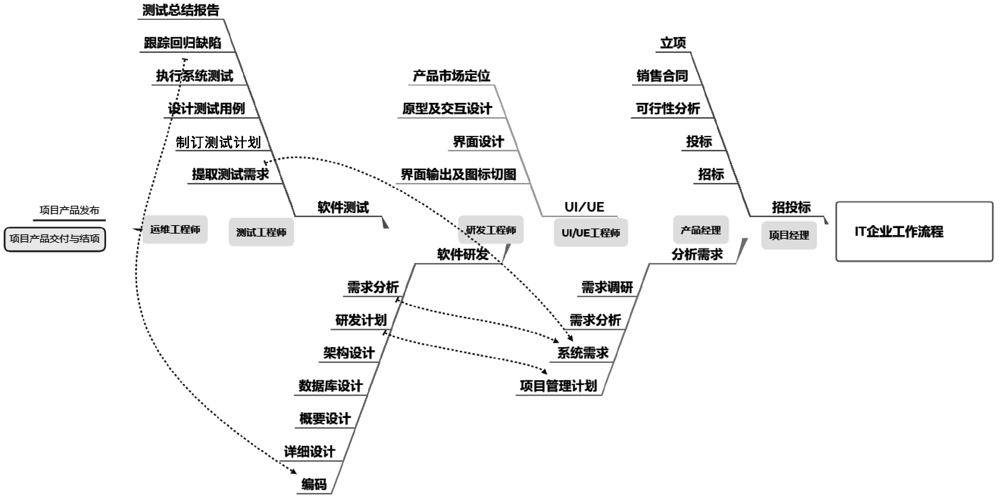 测试总结报告
跟踪回归缺陷
执行系统测试
设计测试用例
制订测试计划
提取测试需求
软件测试
产品市场定位
原型及交互设计
界面设计
界面输出及图标切图
UI/UE
立项
销售合同
可行性分析
投标
招标
招投标
项目产品发布
项目产品交付与结项
运维工程师
测试工程师
研发工程师
UI/UE工程师
产品经理
项目经理
IT企业工作流程
软件研发
需求分析
研发计划
架构设计
数据库设计
概要设计
详细设计
编码
分析需求
需求调研
需求分析
系统需求
项目管理计划